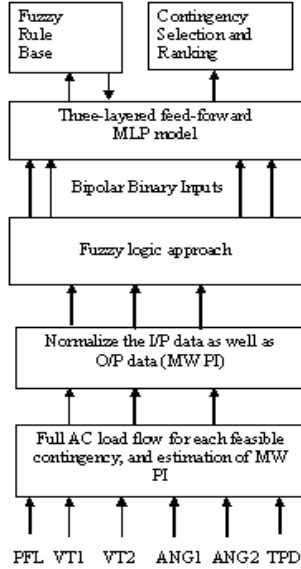 Fuzzy
Rule
Base
Contingency
Selection and
Ranking
Three-layered feed-forward
MLP model
Bipolar Binary Inputs
Fuzzy logic approach
Normalize the I/P data as well as
O/P data (MW PI)
Full AC load flow for each feasible
contingency, and estimation of MW
PI
PFL VT1 VT2 ANG1 ANG2 TPD